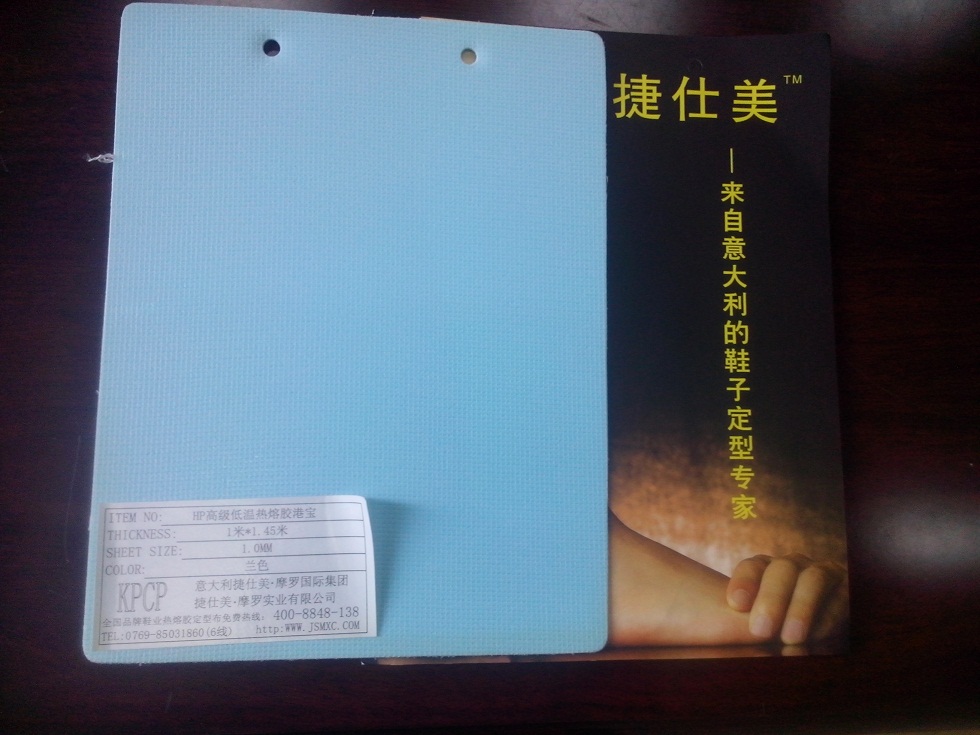 捷仕美™
—来自意大利的鞋子定型专家
ITEM NO: HP高级低温热熔胶港宝
THICKNESS: 1米*1.45米
SHEET SIZE: 1.0MM
COLOR: 兰色
KPCP
意大利捷仕美·摩罗国际集团
捷仕美·摩罗实业有限公司
全国品牌鞋业热熔胶定型布免费热线: 400-8848-138
TEL:0769-85031860(6线) http:WWW.JSMXC.COM